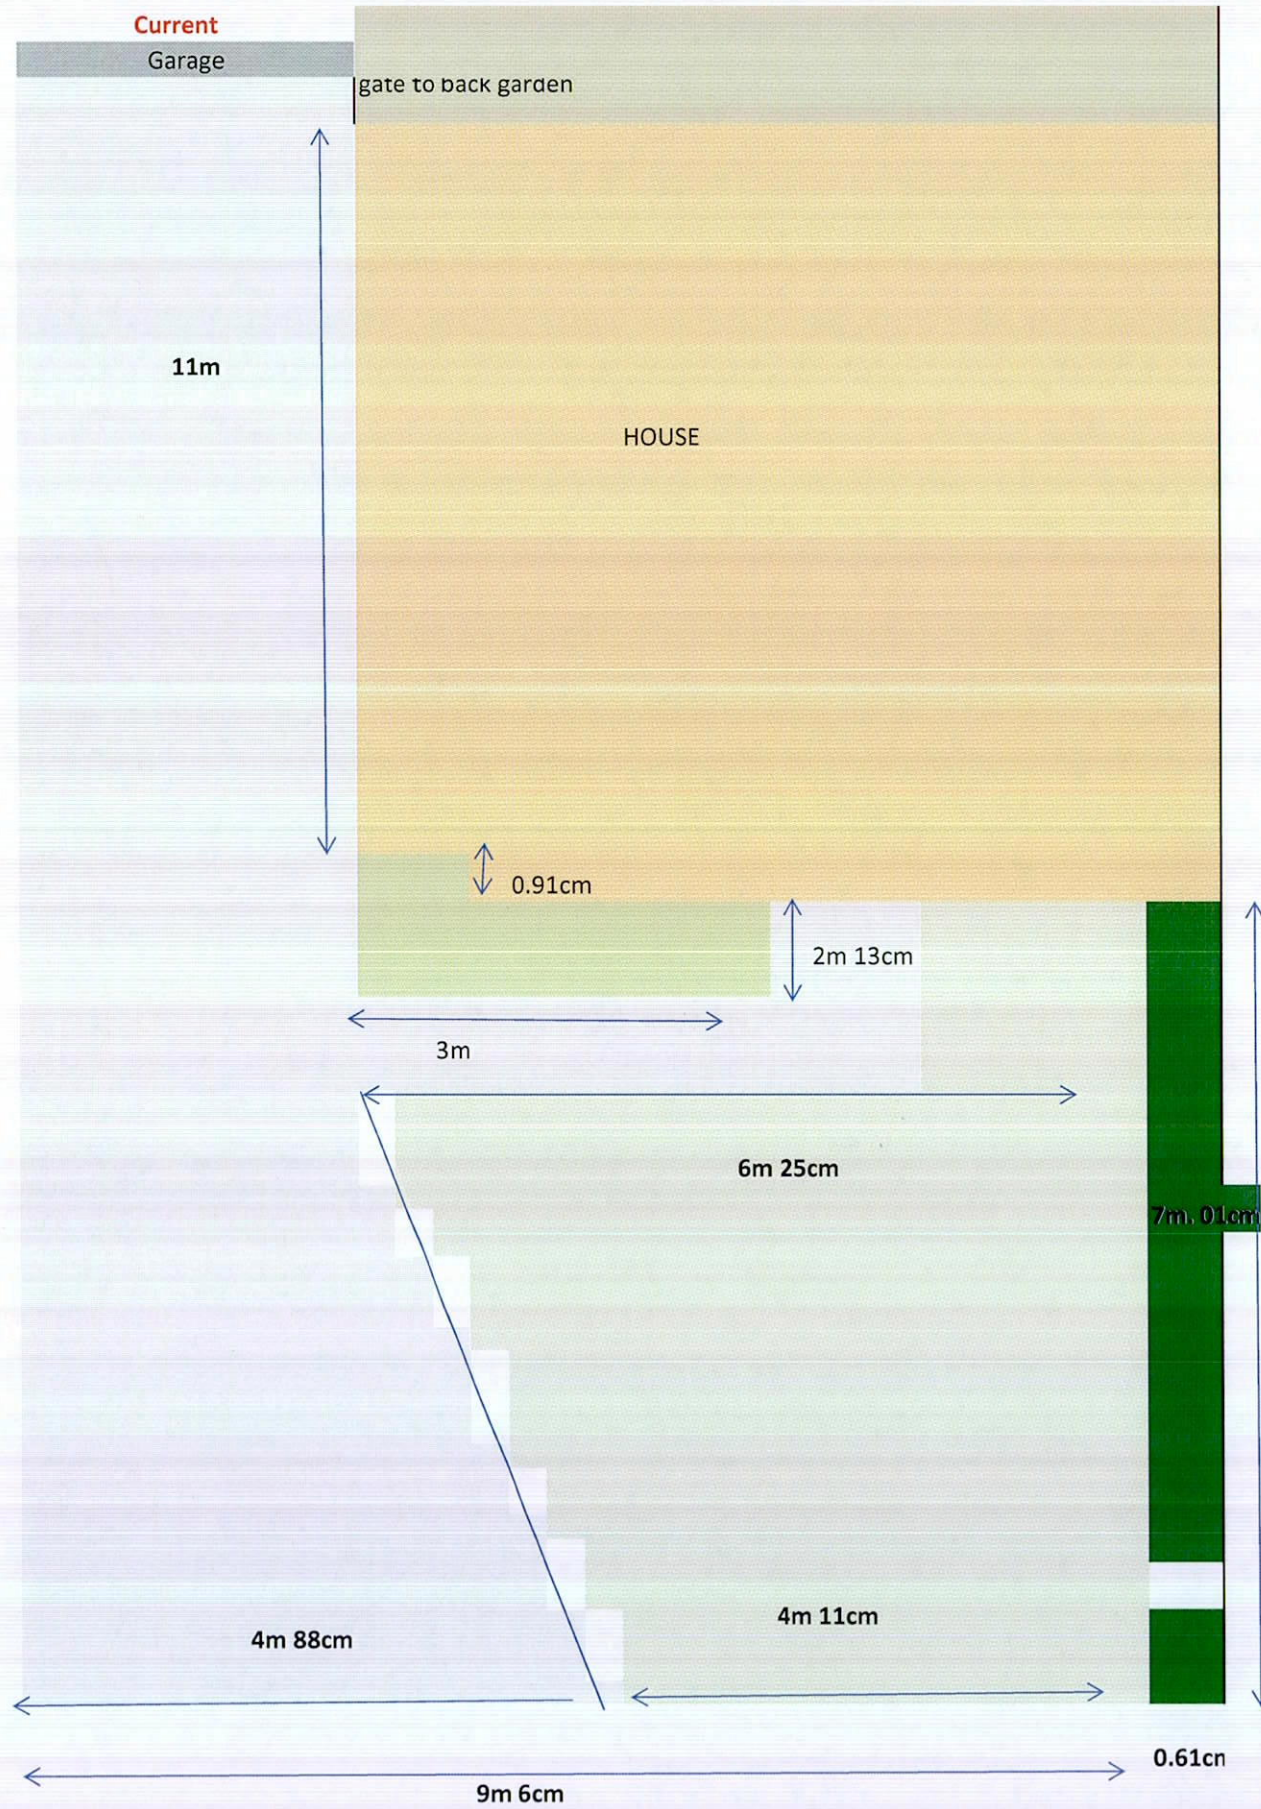 Current
Garage
gate to back garden
11m
HOUSE
0.91cm
2m 13cm
3m
6m 25cm
7m. 01cm
4m 11cm
4m 88cm
0.61cm
9m 6cm